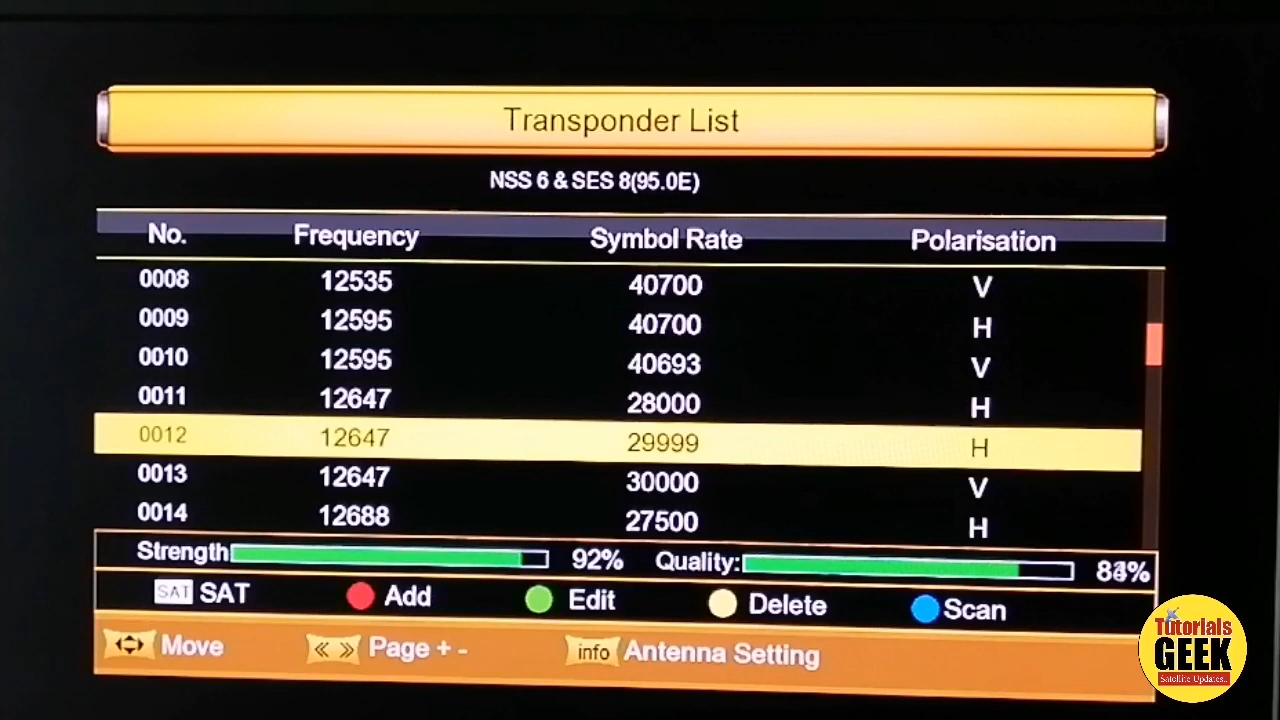 Transponder List
NSS 6 & SES 8(95.0E)
No. Frequency Symbol Rate Polarisation
0008 12535 40700 V
0009 12595 40700 H
0010 12595 40693 V
0011 12647 28000 H
0012 12647 29999 H
0013 12647 30000 V
0014 12688 27500 H
Strength 92% Quality:
SAT SAT Add Edit Delete Scan
Move « » Page + - info Antenna Setting
Tutorials
GEEK
Satellite Updates..